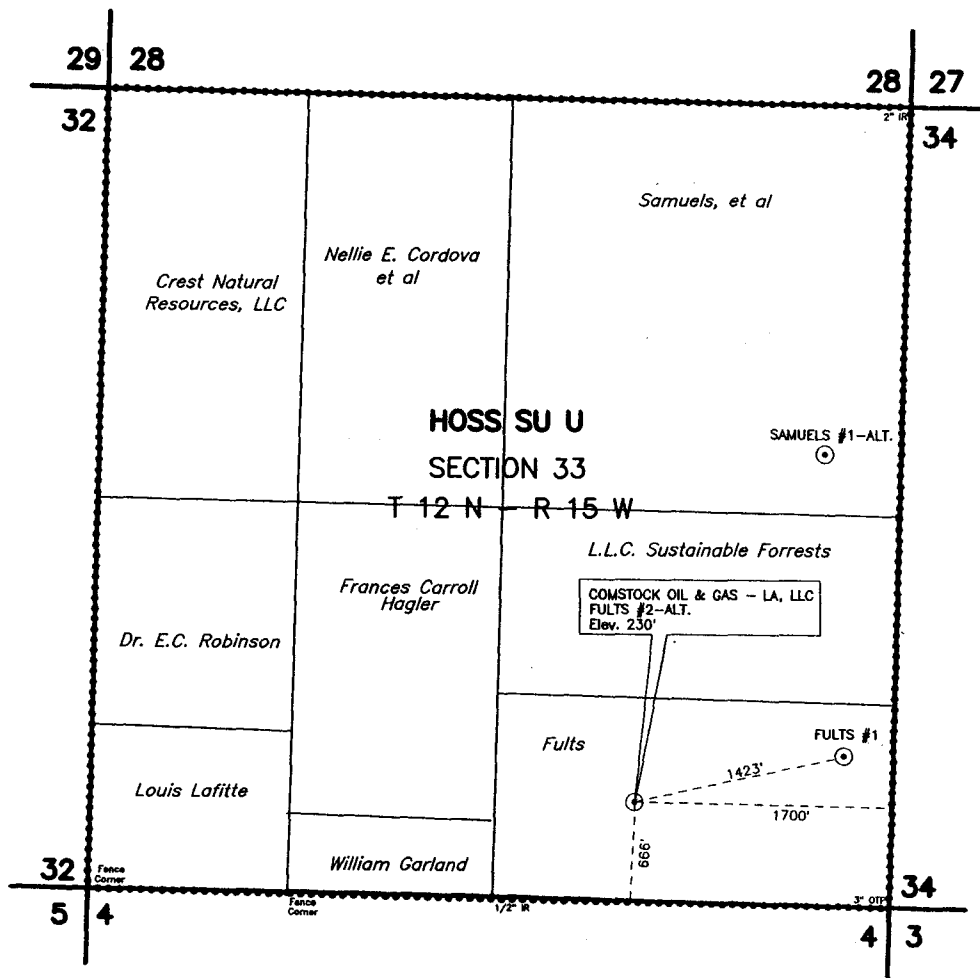 29 28
28 27
32
2" IR
34
Samuels, et al
Nellie E. Cordova
et al
Crest Natural
Resources, LLC
HOSS SU U
SAMUELS #1-ALT.
SECTION 33
T 12 N - R 15 W
L.L.C. Sustainable Forrests
Frances Carroll
Hagler
COMSTOCK OIL & GAS - LA, LLC
FULTS #2-ALT.
Elev. 230'
Dr. E.C. Robinson
Fults
FULTS #1
1423'
Louis Lafitte
1700'
666'
William Garland
32
Fence
Corner
34
Fence
Corner
1/2" IR
3" OTP
5 4
4 3